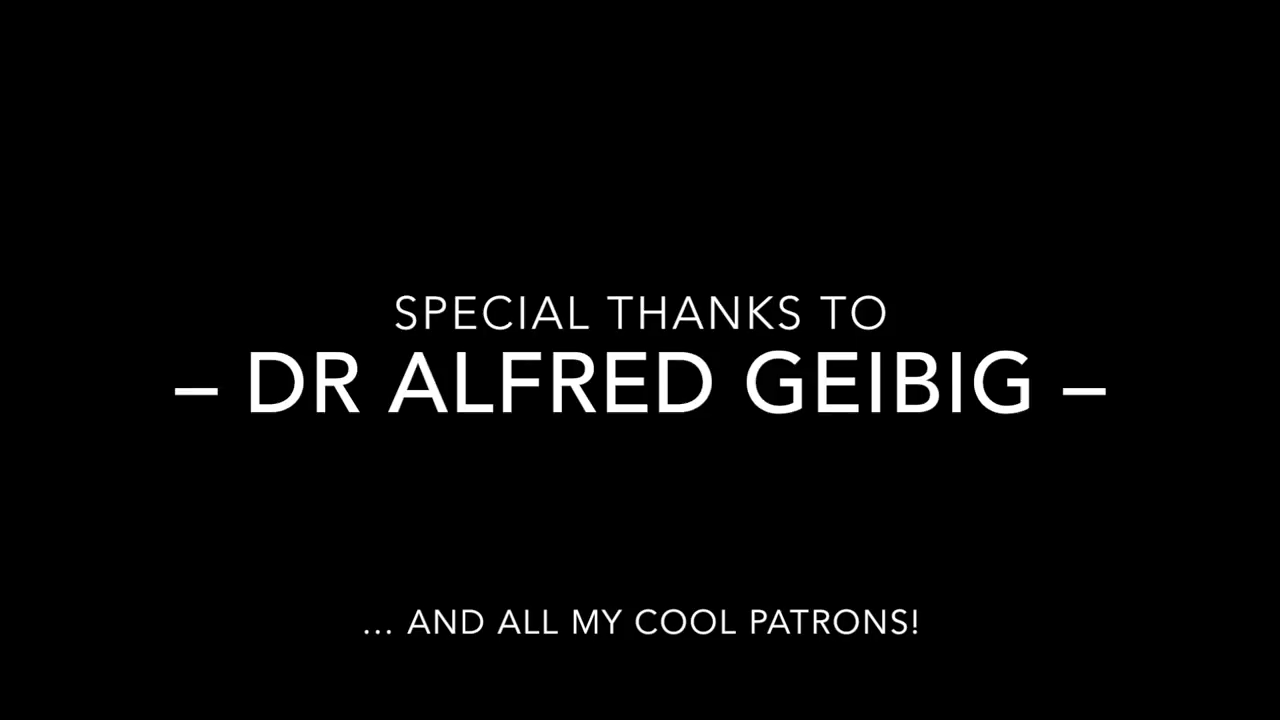 SPECIAL THANKS TO
– DR ALFRED GEIBIG –
... AND ALL MY COOL PATRONS!